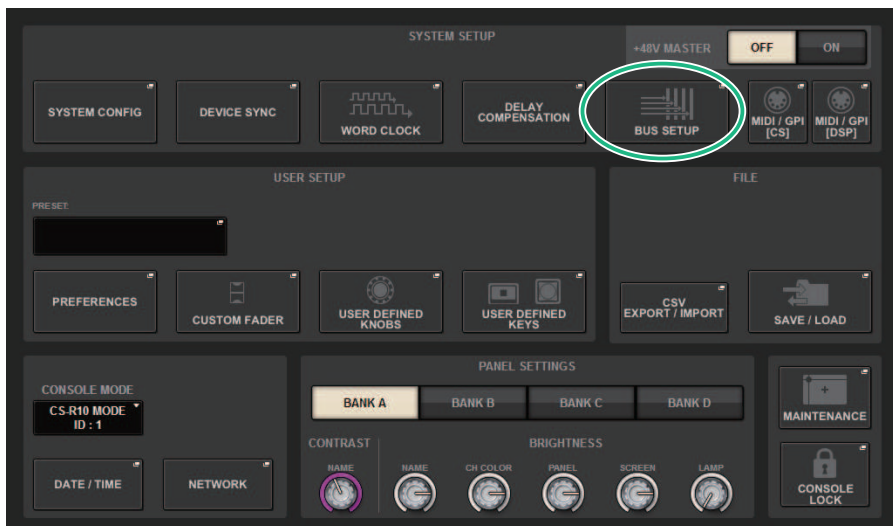 SYSTEM SETUP
+48V MASTER
OFF
ON
SYSTEM CONFIG
DEVICE SYNC
WORD CLOCK
DELAY
COMPENSATION
BUS SETUP
MIDI / GPI
[CS]
MIDI / GPI
[DSP]
USER SETUP
PRESET:
PREFERENCES
CUSTOM FADER
USER DEFINED
KNOBS
USER DEFINED
KEYS
FILE
CSV
EXPORT / IMPORT
SAVE / LOAD
CONSOLE MODE
CS-R10 MODE
ID : 1
DATE / TIME
NETWORK
PANEL SETTINGS
BANK A
BANK B
BANK C
BANK D
CONTRAST
BRIGHTNESS
NAME
NAME
CH COLOR
PANEL
SCREEN
LAMP
MAINTENANCE
CONSOLE
LOCK